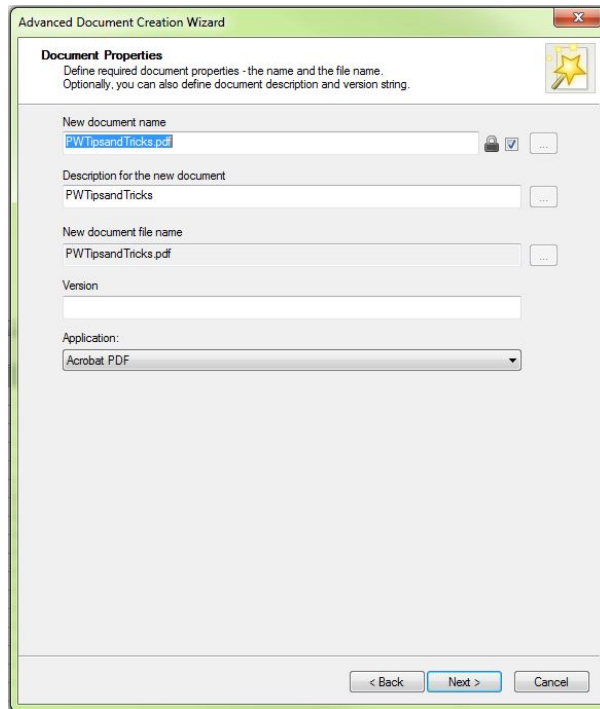 Advanced Document Creation Wizard
Document Properties
Define required document properties - the name and the file name.
Optionally, you can also define document description and version string.
New document name
PWTipsandTricks.pdf
...
Description for the new document
PWTipsandTricks
...
New document file name
PWTipsandTricks.pdf
...
Version
Application:
Acrobat PDF
< Back Next > Cancel